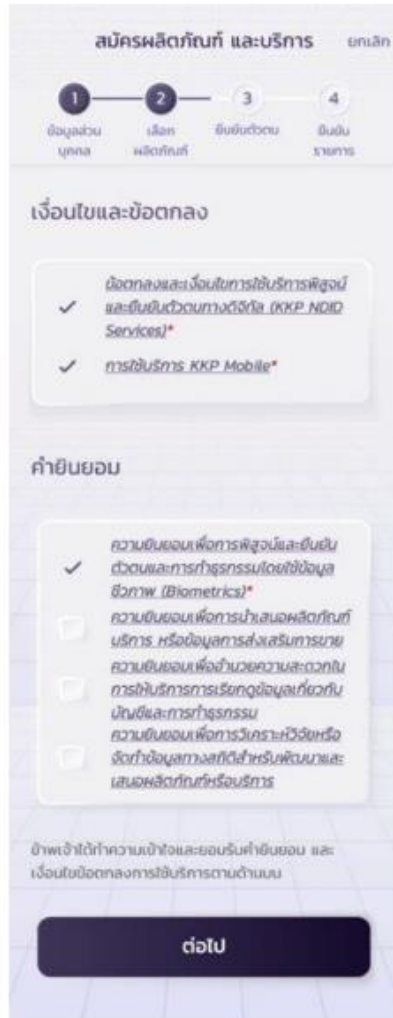 สมัครผลิตภัณฑ์ และบริการ ยกเลิก
1 2 3 4
ข้อมูลส่วน เลือก ยืนยันตัวตน ยืนยัน
บุคคล ผลิตภัณฑ์ รายการ
เงื่อนไขและข้อตกลง
ข้อตกลงและเงื่อนไขการใช้บริการพิสูจน์
และยืนยันตัวตนทางดิจิทัล (KKP NDID
Services)*
การใช้บริการ KKP Mobile*
คำยินยอม
ความยินยอมเพื่อการพิสูจน์และยืนยัน
ตัวตนและการทำธุรกรรมโดยใช้ข้อมูล
ชีวภาพ (Biometrics)*
ความยินยอมเพื่อการนำเสนอผลิตภัณฑ์
บริการ หรือข้อมูลการส่งเสริมการขาย
ความยินยอมเพื่ออำนวยความสะดวกใน
การให้บริการการเรียกดูข้อมูลเกี่ยวกับ
บัญชีและการทำธุรกรรม
ความยินยอมเพื่อการวิเคราะห์วิจัยหรือ
จัดทำข้อมูลทางสถิติสำหรับพัฒนาและ
เสนอผลิตภัณฑ์หรือบริการ
ข้าพเจ้าได้ทำความเข้าใจและยอมรับคำยินยอม และ
เงื่อนไขข้อตกลงการใช้บริการตามด้านบน
ต่อไป